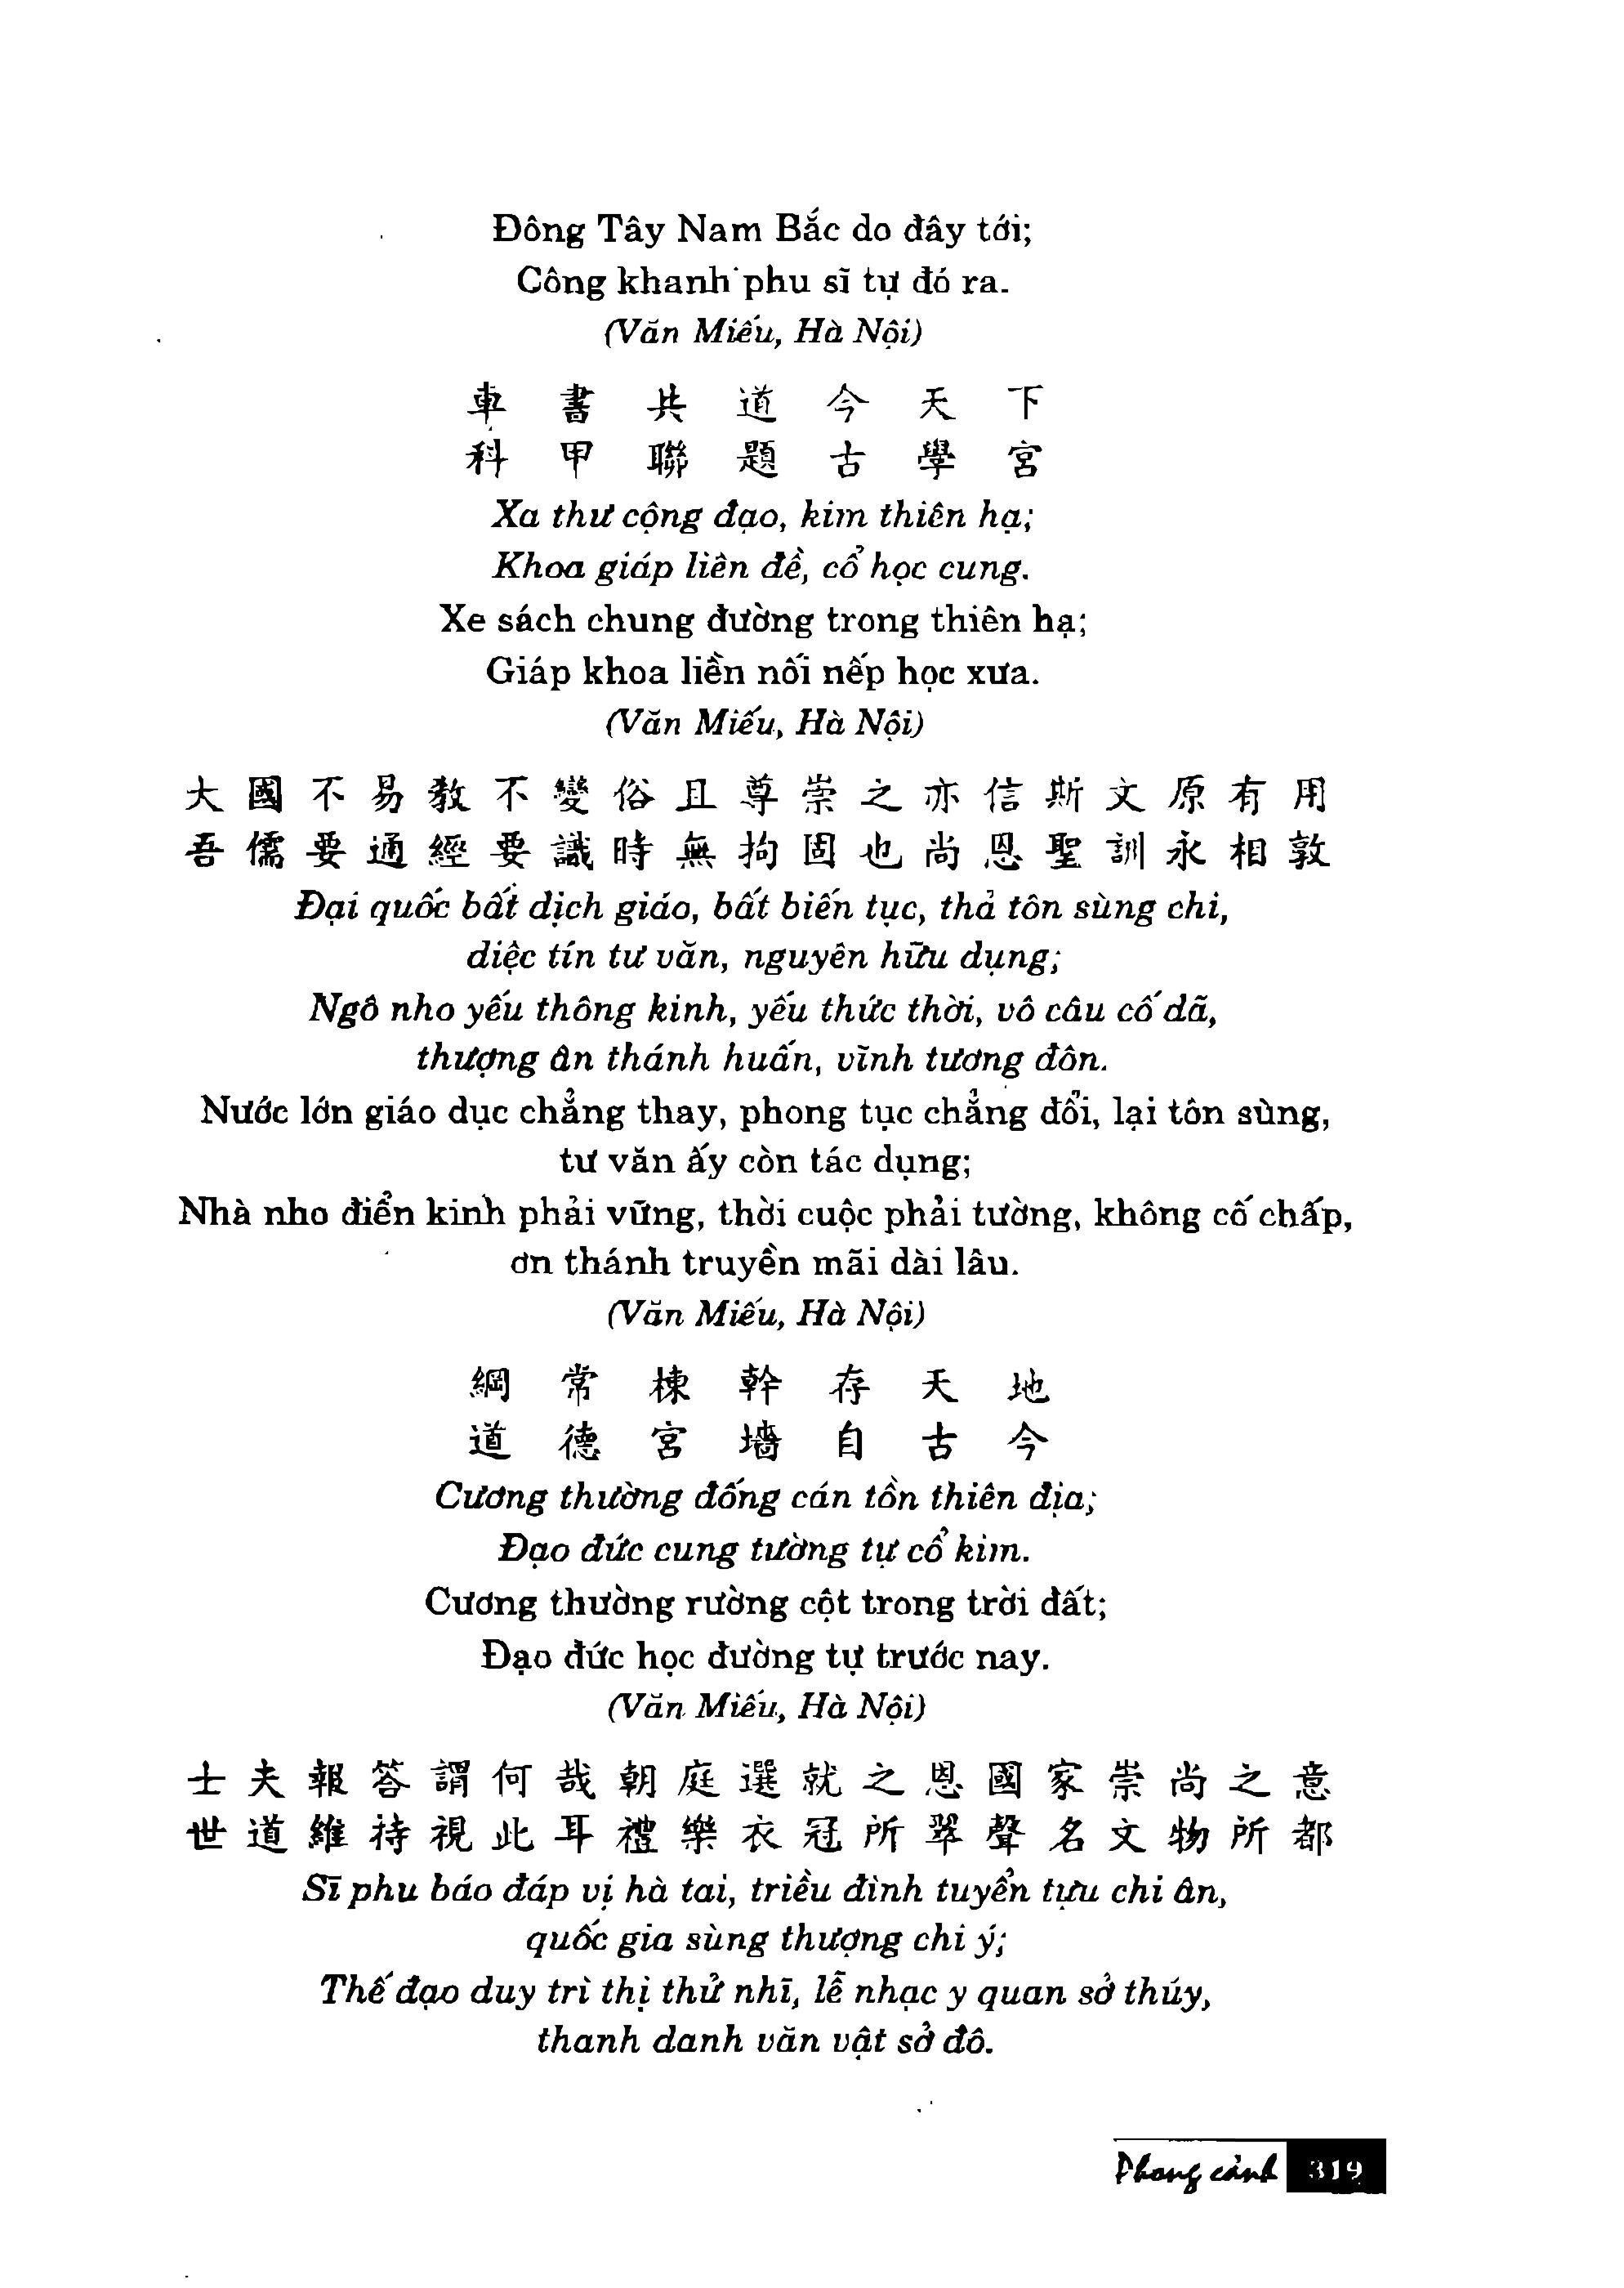 Đông Tây Nam Bắc do đây tới;
Công khanh phu sĩ tự đó ra.
(Văn Miếu, Hà Nội)
車書共道今天下
科甲聯題古學宮
Xa thư cộng đạo, kim thiên hạ;
Khoa giáp liên đề, cổ học cung.
Xe sách chung đường trong thiên hạ;
Giáp khoa liền nối nếp học xưa.
(Văn Miếu, Hà Nội)
大國不易教不變俗且尊崇之亦信斯文原有用
吾儒要通經要識時無拘固也尚恩聖訓永相敦
Đại quốc bất dịch giáo, bất biến tục, thả tôn sùng chi,
diệc tín tư văn, nguyên hữu dụng;
Ngô nho yếu thông kinh, yếu thức thời, vô câu cố dã,
thượng ân thánh huấn, vĩnh tương đôn.
Nước lớn giáo dục chẳng thay, phong tục chẳng đổi, lại tôn sùng,
tư văn ấy còn tác dụng;
Nhà nho điển kinh phải vững, thời cuộc phải tường, không cố chấp,
ơn thánh truyền mãi dài lâu.
(Văn Miếu, Hà Nội)
綱常棟幹存天地
道德宮墻自古今
Cương thường đống cán tồn thiên địa;
Đạo đức cung tường tự cổ kim.
Cương thường rường cột trong trời đất;
Đạo đức học đường tự trước nay.
(Văn Miếu, Hà Nội)
士夫報答謂何哉朝庭選就之恩國家崇尚之意
世道維持視此耳禮樂衣冠所翠聲名文物所都
Sĩ phu báo đáp vị hà tai, triều đình tuyển tựu chi ân,
quốc gia sùng thượng chi ý;
Thế đạo duy trì thị thử nhĩ, lễ nhạc y quan sở thúy,
thanh danh văn vật sở đô.
Phong cảnh 319